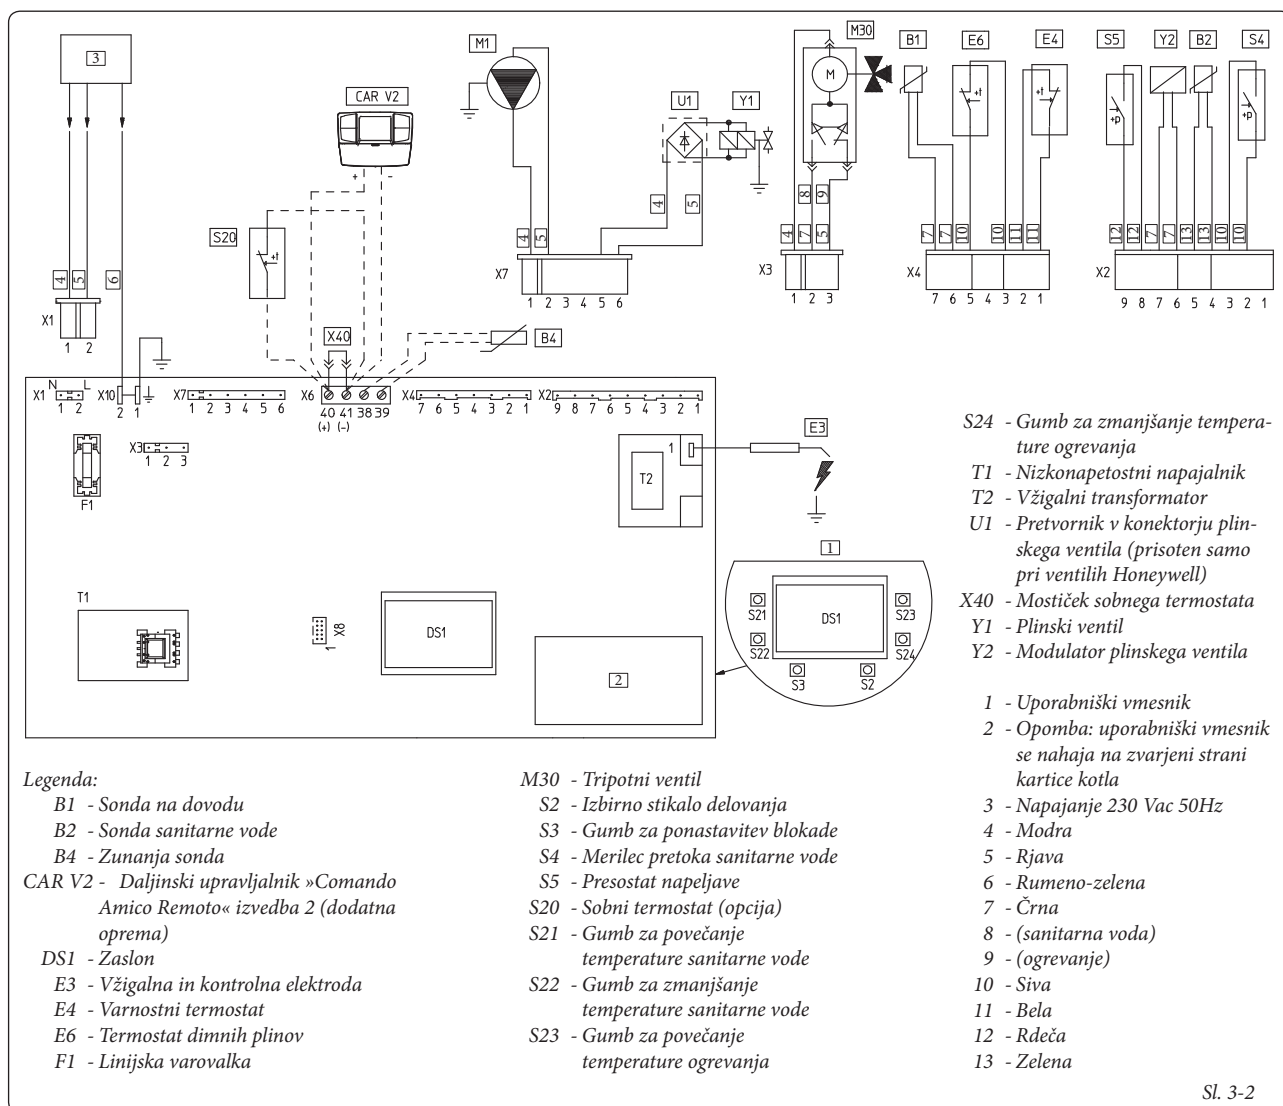 3
CAR V2
+ -
S20
+t
4 5 6
X1
1 2
X40
B4
M1
U1
Y1
4 5
4 5
X7
1 2 3 4 5 6
M30
M
8 9
4 7 5
X3
1 2 3
B1 E6 E4
+t +t
7 7 10 10 11 11
X4
7 6 5 4 3 2 1
S5 Y2 B2 S4
+p +p
12 12 7 7 13 13 10 10
X2
9 8 7 6 5 4 3 2 1
X1 N L
1 2
X10
2 1
X7
1 2 3 4 5 6
X6
40 41 38 39
(+) (-)
X4
7 6 5 4 3 2 1
X2
9 8 7 6 5 4 3 2 1
X3
1 2 3
F1
T2
1
E3
T1
X8
1
DS1
2
1
S21
S22
S3
DS1
S23
S24
S2
Legenda:
B1 - Sonda na dovodu
B2 - Sonda sanitarne vode
B4 - Zunanja sonda
CAR V2 - Daljinski upravljalnik »Comando
Amico Remoto« izvedba 2 (dodatna
oprema)
DS1 - Zaslon
E3 - Vžigalna in kontrolna elektroda
E4 - Varnostni termostat
E6 - Termostat dimnih plinov
F1 - Linijska varovalka
M30 - Tripotni ventil
S2 - Izbirno stikalo delovanja
S3 - Gumb za ponastavitev blokade
S4 - Merilec pretoka sanitarne vode
S5 - Presostat napeljave
S20 - Sobni termostat (opcija)
S21 - Gumb za povečanje
temperature sanitarne vode
S22 - Gumb za zmanjšanje
temperature sanitarne vode
S23 - Gumb za povečanje
temperature ogrevanja
S24 - Gumb za zmanjšanje tempera-
ture ogrevanja
T1 - Nizkonapetostni napajalnik
T2 - Vžigalni transformator
U1 - Pretvornik v konektorju plin-
skega ventila (prisoten samo
pri ventilih Honeywell)
X40 - Mostiček sobnega termostata
Y1 - Plinski ventil
Y2 - Modulator plinskega ventila
1 - Uporabniški vmesnik
2 - Opomba: uporabniški vmesnik
se nahaja na zvarjeni strani
kartice kotla
3 - Napajanje 230 Vac 50Hz
4 - Modra
5 - Rjava
6 - Rumeno-zelena
7 - Črna
8 - (sanitarna voda)
9 - (ogrevanje)
10 - Siva
11 - Bela
12 - Rdeča
13 - Zelena
Sl. 3-2